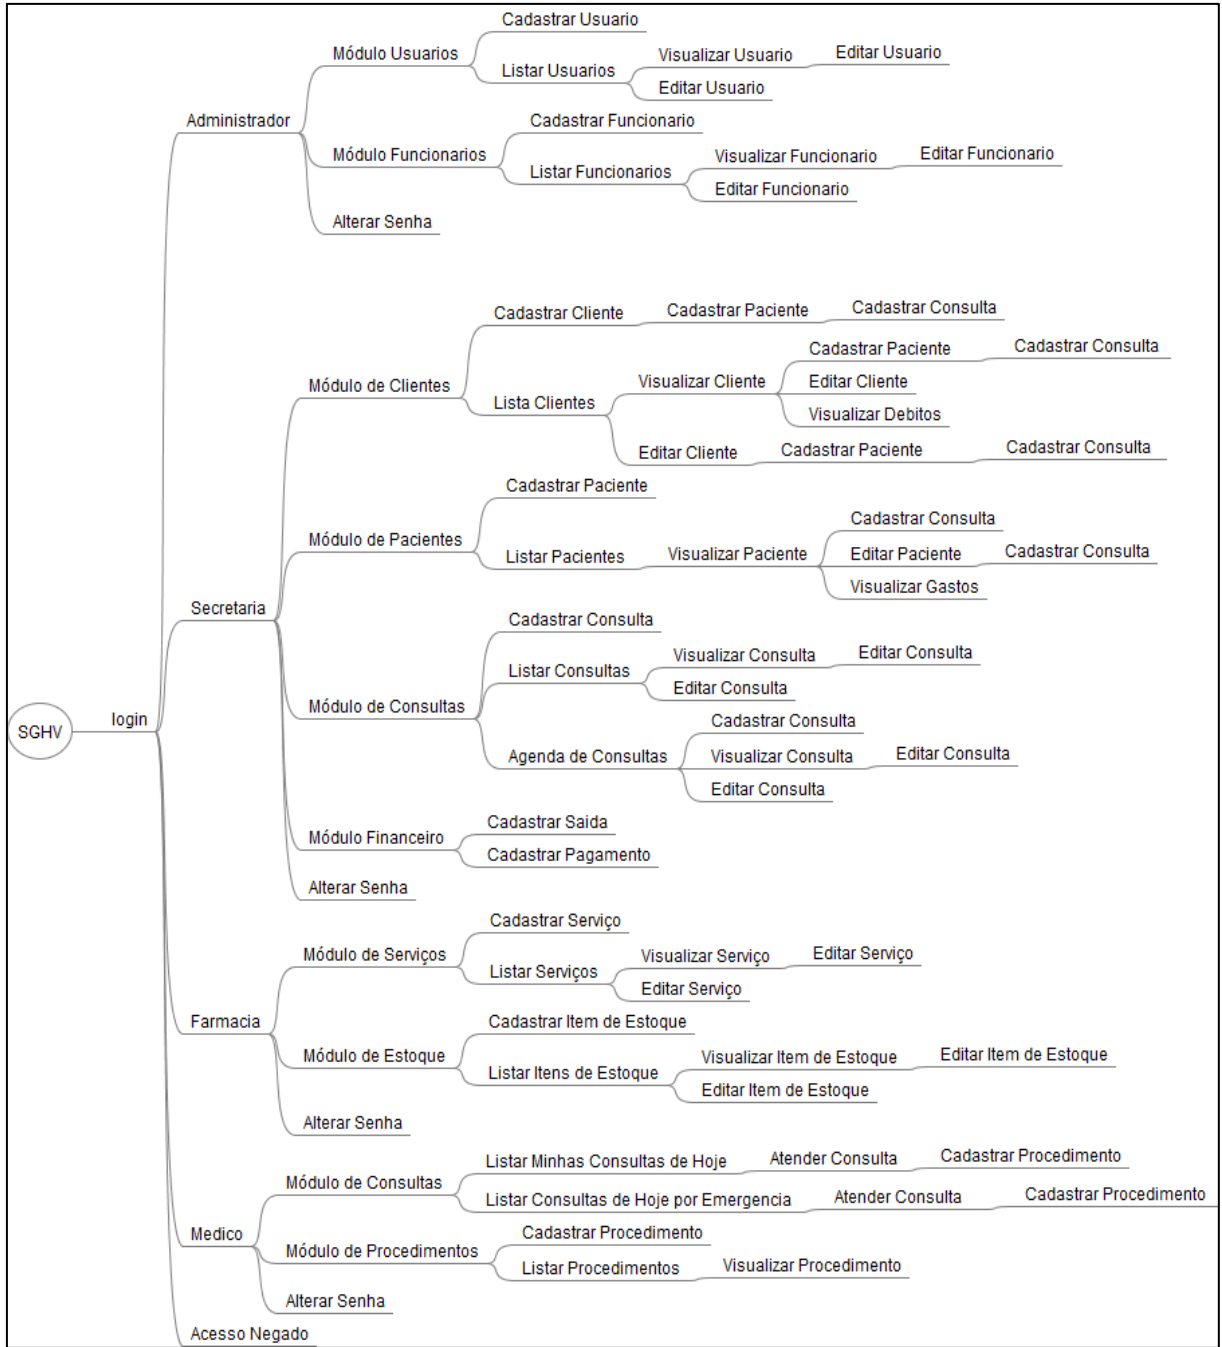 SGHV
login
Administrador
Módulo Usuarios
Cadastrar Usuario
Listar Usuarios
Visualizar Usuario
Editar Usuario
Editar Usuario
Módulo Funcionarios
Cadastrar Funcionario
Listar Funcionarios
Visualizar Funcionario
Editar Funcionario
Editar Funcionario
Alterar Senha
Secretaria
Módulo de Clientes
Cadastrar Cliente
Cadastrar Paciente
Cadastrar Consulta
Lista Clientes
Visualizar Cliente
Cadastrar Paciente
Cadastrar Consulta
Editar Cliente
Visualizar Debitos
Editar Cliente
Cadastrar Paciente
Cadastrar Consulta
Módulo de Pacientes
Cadastrar Paciente
Listar Pacientes
Visualizar Paciente
Cadastrar Consulta
Editar Paciente
Cadastrar Consulta
Visualizar Gastos
Módulo de Consultas
Cadastrar Consulta
Listar Consultas
Visualizar Consulta
Editar Consulta
Editar Consulta
Agenda de Consultas
Cadastrar Consulta
Visualizar Consulta
Editar Consulta
Editar Consulta
Módulo Financeiro
Cadastrar Saida
Cadastrar Pagamento
Alterar Senha
Farmacia
Módulo de Serviços
Cadastrar Serviço
Listar Serviços
Visualizar Serviço
Editar Serviço
Editar Serviço
Módulo de Estoque
Cadastrar Item de Estoque
Listar Itens de Estoque
Visualizar Item de Estoque
Editar Item de Estoque
Editar Item de Estoque
Alterar Senha
Medico
Módulo de Consultas
Listar Minhas Consultas de Hoje
Atender Consulta
Cadastrar Procedimento
Listar Consultas de Hoje por Emergencia
Atender Consulta
Cadastrar Procedimento
Módulo de Procedimentos
Cadastrar Procedimento
Listar Procedimentos
Visualizar Procedimento
Alterar Senha
Acesso Negado